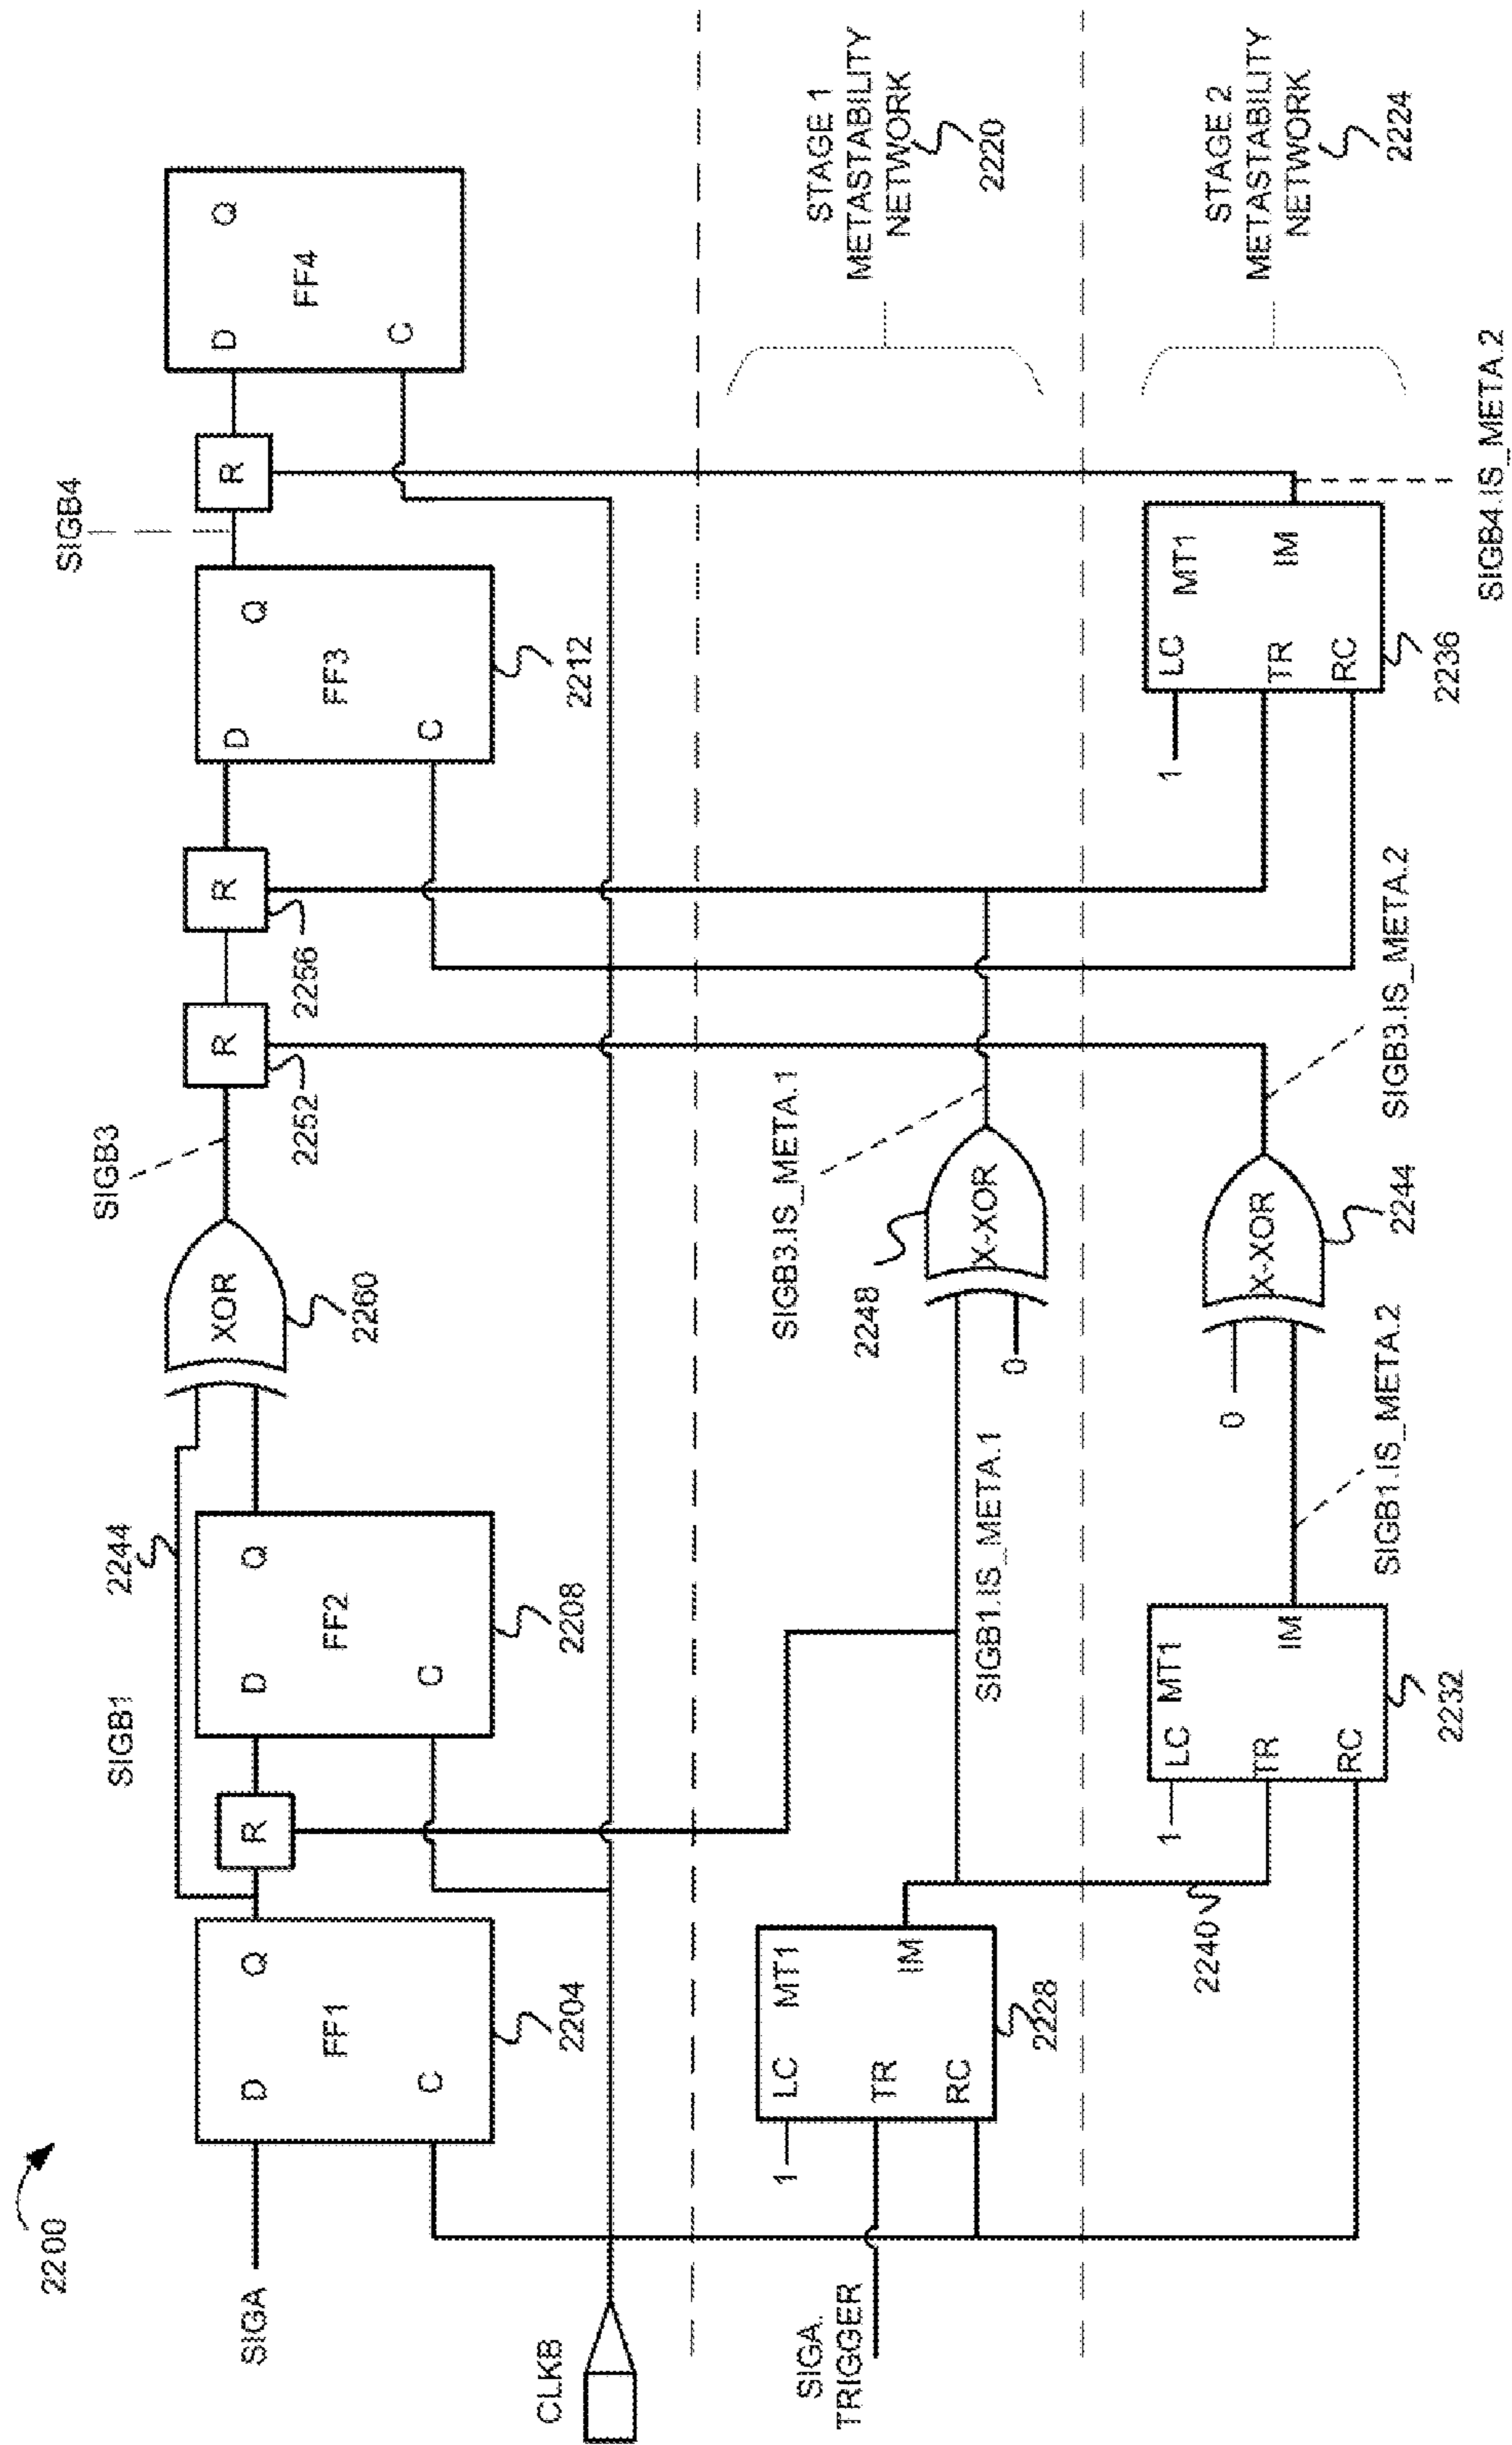 2200
SIGA
D
Q
FF1
C
2204
R
SIGB1
2244
D
Q
FF2
C
2208
XOR
2260
SIGB3
R
2252
R
2256
D
Q
FF3
C
2212
SIGB4
R
D
Q
FF4
C
CLKB
SIGA.
TRIGGER
1
LC
MT1
TR
IM
RC
2228
2240
SIGB1.IS_META.1
0
X-XOR
2248
SIGB3.IS_META.1
STAGE 1
METASTABILITY
NETWORK
2220
1
LC
MT1
TR
IM
RC
2232
SIGB1.IS_META.2
0
X-XOR
2244
SIGB3.IS_META.2
1
LC
MT1
TR
IM
RC
2236
SIGB4.IS_META.2
STAGE 2
METASTABILITY
NETWORK
2224